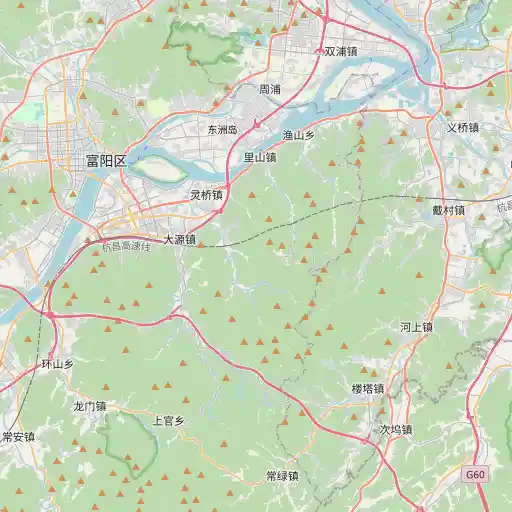 双浦镇
周浦
东洲岛
渔山乡
义桥镇
里山镇
富阳区
灵桥镇
戴村镇
杭
大源镇
杭昌高速线
河上镇
环山乡
楼塔镇
龙门镇
上官乡
次坞镇
常安镇
常绿镇
G60